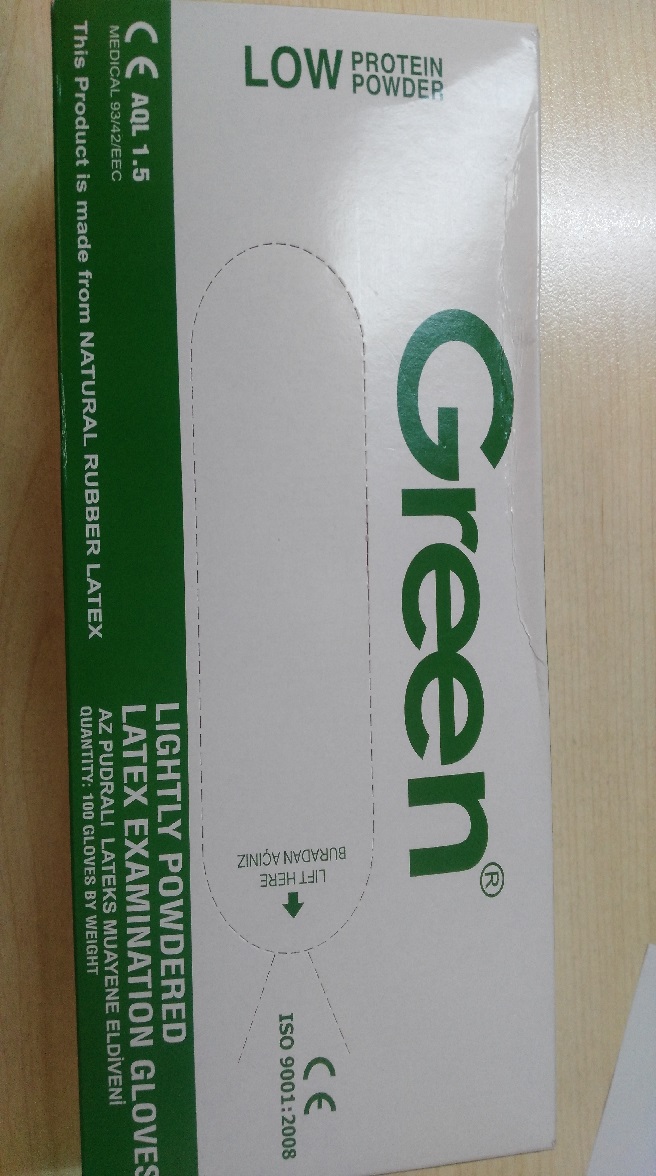 LOW PROTEIN
POWDER
Green®
LIFT HERE
BURADAN AÇINIZ
CE
ISO 9001:2008
CE AQL 1.5
MEDICAL 93/42/EEC
This Product is made from NATURAL RUBBER LATEX
LIGHTLY POWDERED
LATEX EXAMINATION GLOVES
AZ PUDRALI LATEKS MUAYENE ELDİVENİ
QUANTITY: 100 GLOVES BY WEIGHT